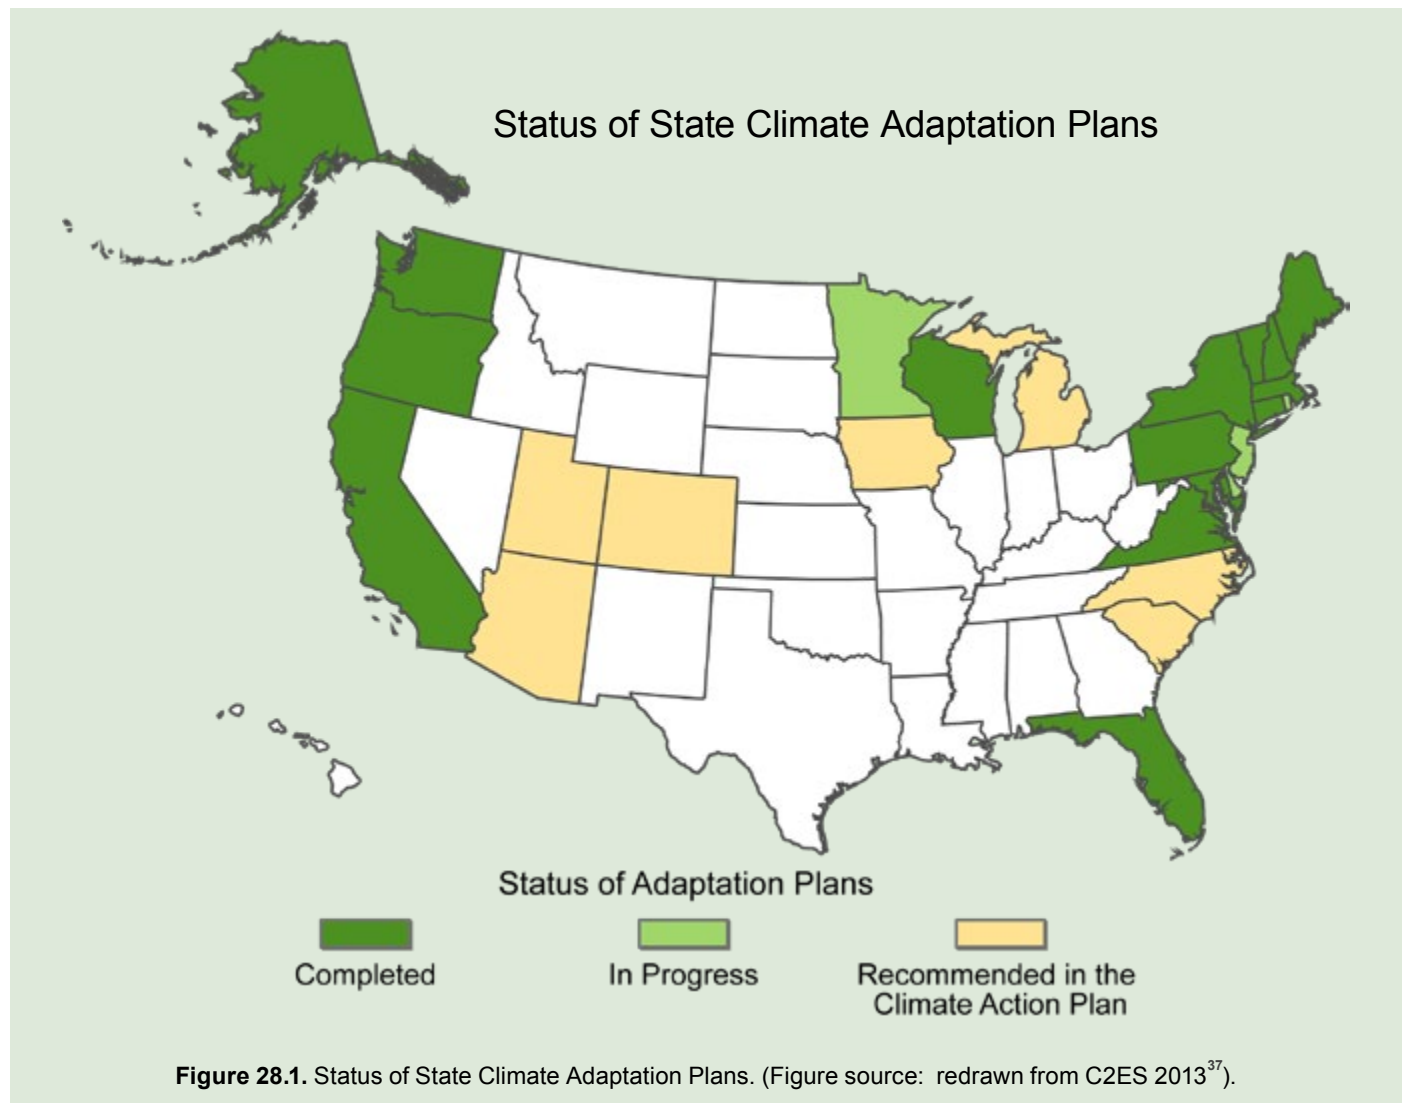 Status of State Climate Adaptation Plans
Status of Adaptation Plans
Completed
In Progress
Recommended in the
Climate Action Plan
Figure 28.1. Status of State Climate Adaptation Plans. (Figure source: redrawn from C2ES 2013³⁷).